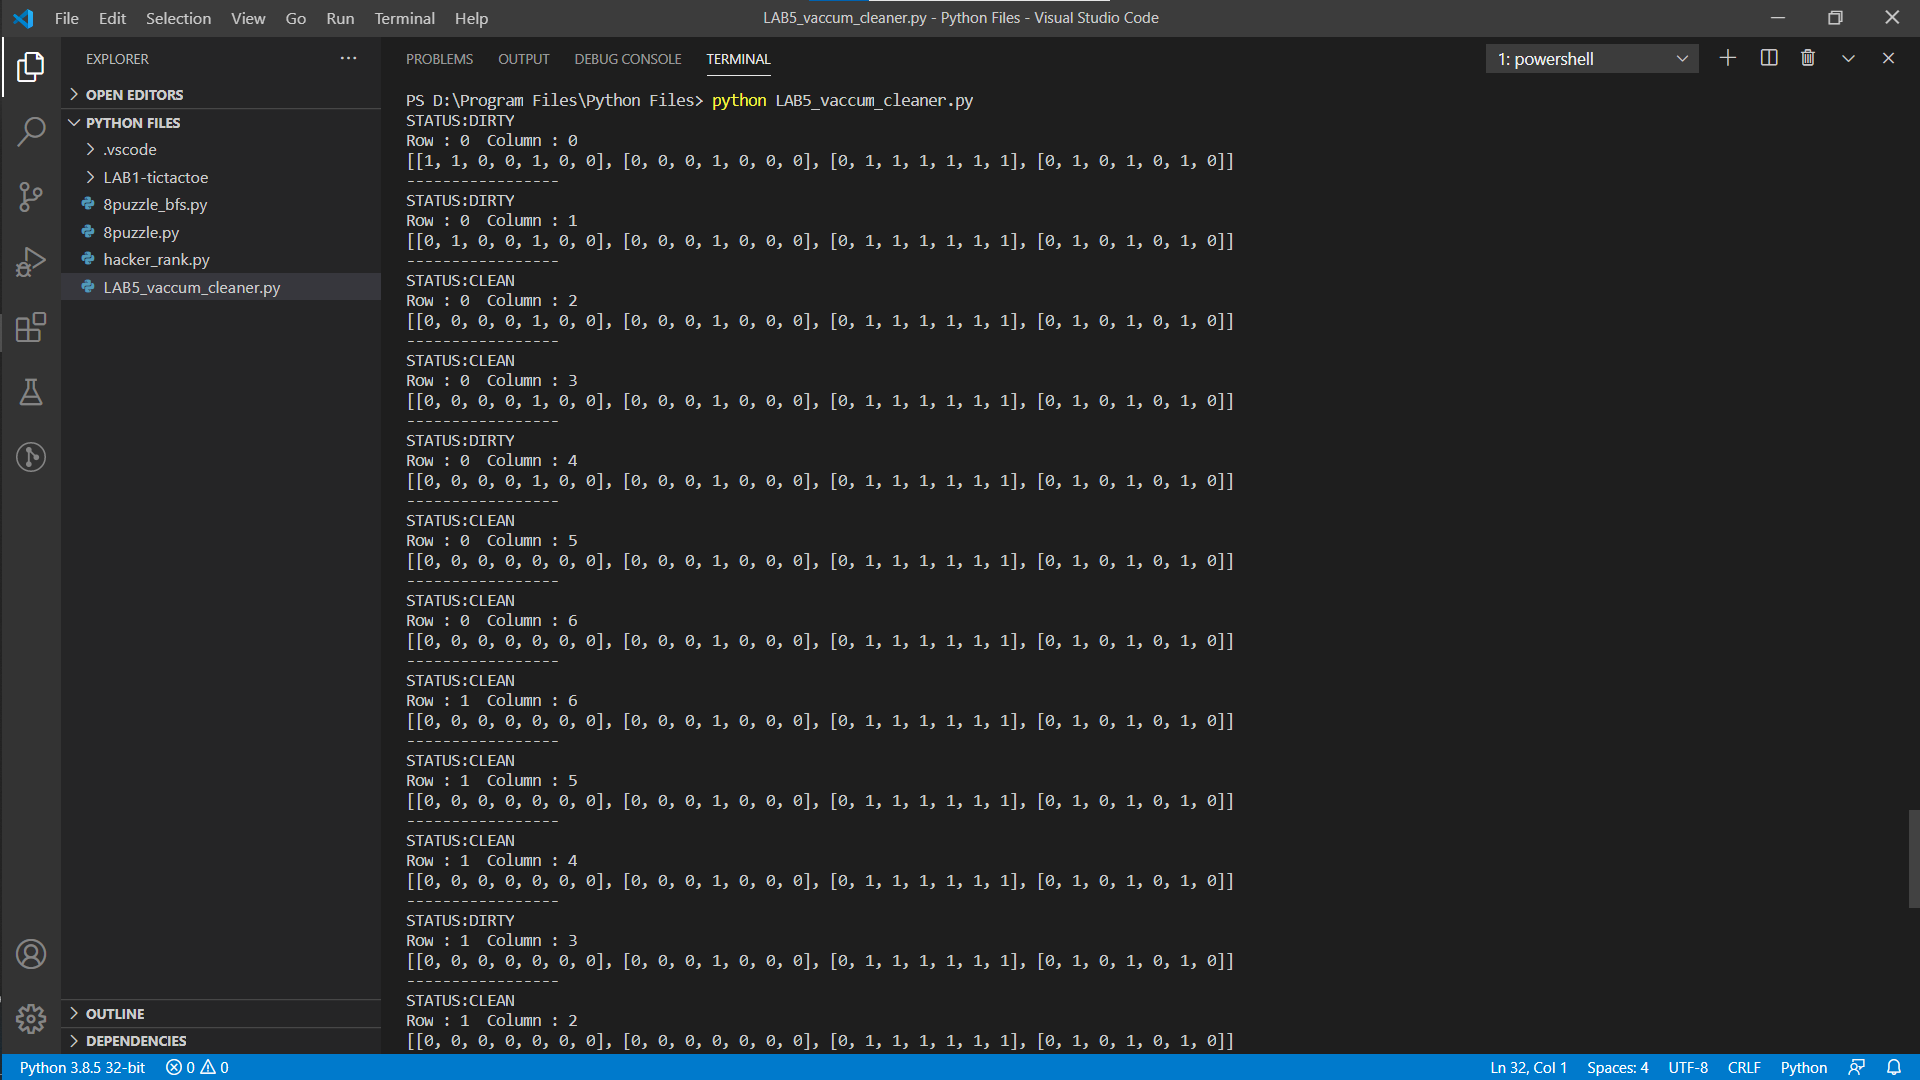 File Edit Selection View Go Run Terminal Help
LAB5_vaccum_cleaner.py - Python Files - Visual Studio Code
EXPLORER
OPEN EDITORS
PYTHON FILES
.vscode
LAB1-tictactoe
8puzzle_bfs.py
8puzzle.py
hacker_rank.py
LAB5_vaccum_cleaner.py
OUTLINE
DEPENDENCIES
PROBLEMS OUTPUT DEBUG CONSOLE TERMINAL
1: powershell
PS D:\Program Files\Python Files> python LAB5_vaccum_cleaner.py
STATUS:DIRTY
Row : 0  Column : 0
[[1, 1, 0, 0, 1, 0, 0], [0, 0, 0, 1, 0, 0, 0], [0, 1, 1, 1, 1, 1, 1], [0, 1, 0, 1, 0, 1, 0]]
-----------------
STATUS:DIRTY
Row : 0  Column : 1
[[0, 1, 0, 0, 1, 0, 0], [0, 0, 0, 1, 0, 0, 0], [0, 1, 1, 1, 1, 1, 1], [0, 1, 0, 1, 0, 1, 0]]
-----------------
STATUS:CLEAN
Row : 0  Column : 2
[[0, 0, 0, 0, 1, 0, 0], [0, 0, 0, 1, 0, 0, 0], [0, 1, 1, 1, 1, 1, 1], [0, 1, 0, 1, 0, 1, 0]]
-----------------
STATUS:CLEAN
Row : 0  Column : 3
[[0, 0, 0, 0, 1, 0, 0], [0, 0, 0, 1, 0, 0, 0], [0, 1, 1, 1, 1, 1, 1], [0, 1, 0, 1, 0, 1, 0]]
-----------------
STATUS:DIRTY
Row : 0  Column : 4
[[0, 0, 0, 0, 1, 0, 0], [0, 0, 0, 1, 0, 0, 0], [0, 1, 1, 1, 1, 1, 1], [0, 1, 0, 1, 0, 1, 0]]
-----------------
STATUS:CLEAN
Row : 0  Column : 5
[[0, 0, 0, 0, 0, 0, 0], [0, 0, 0, 1, 0, 0, 0], [0, 1, 1, 1, 1, 1, 1], [0, 1, 0, 1, 0, 1, 0]]
-----------------
STATUS:CLEAN
Row : 0  Column : 6
[[0, 0, 0, 0, 0, 0, 0], [0, 0, 0, 1, 0, 0, 0], [0, 1, 1, 1, 1, 1, 1], [0, 1, 0, 1, 0, 1, 0]]
-----------------
STATUS:CLEAN
Row : 1  Column : 6
[[0, 0, 0, 0, 0, 0, 0], [0, 0, 0, 1, 0, 0, 0], [0, 1, 1, 1, 1, 1, 1], [0, 1, 0, 1, 0, 1, 0]]
-----------------
STATUS:CLEAN
Row : 1  Column : 5
[[0, 0, 0, 0, 0, 0, 0], [0, 0, 0, 1, 0, 0, 0], [0, 1, 1, 1, 1, 1, 1], [0, 1, 0, 1, 0, 1, 0]]
-----------------
STATUS:CLEAN
Row : 1  Column : 4
[[0, 0, 0, 0, 0, 0, 0], [0, 0, 0, 1, 0, 0, 0], [0, 1, 1, 1, 1, 1, 1], [0, 1, 0, 1, 0, 1, 0]]
-----------------
STATUS:DIRTY
Row : 1  Column : 3
[[0, 0, 0, 0, 0, 0, 0], [0, 0, 0, 1, 0, 0, 0], [0, 1, 1, 1, 1, 1, 1], [0, 1, 0, 1, 0, 1, 0]]
-----------------
STATUS:CLEAN
Row : 1  Column : 2
[[0, 0, 0, 0, 0, 0, 0], [0, 0, 0, 0, 0, 0, 0], [0, 1, 1, 1, 1, 1, 1], [0, 1, 0, 1, 0, 1, 0]]
Python 3.8.5 32-bit 0 0 Ln 32, Col 1 Spaces: 4 UTF-8 CRLF Python